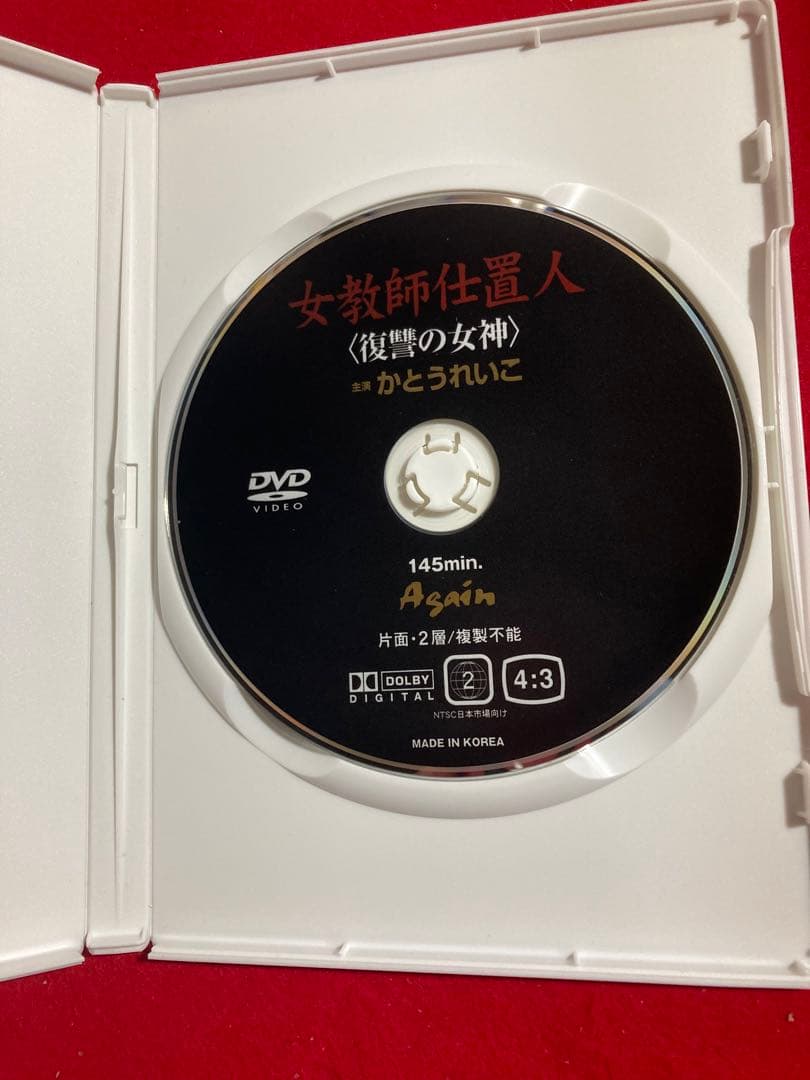 女教師仕置人
〈復讐の女神〉
主演 かとうれいこ
DVD
VIDEO
145min.
Again
片面・2層/複製不能
DOLBY
DIGITAL
2
4:3
NTSC日本市場向け
MADE IN KOREA